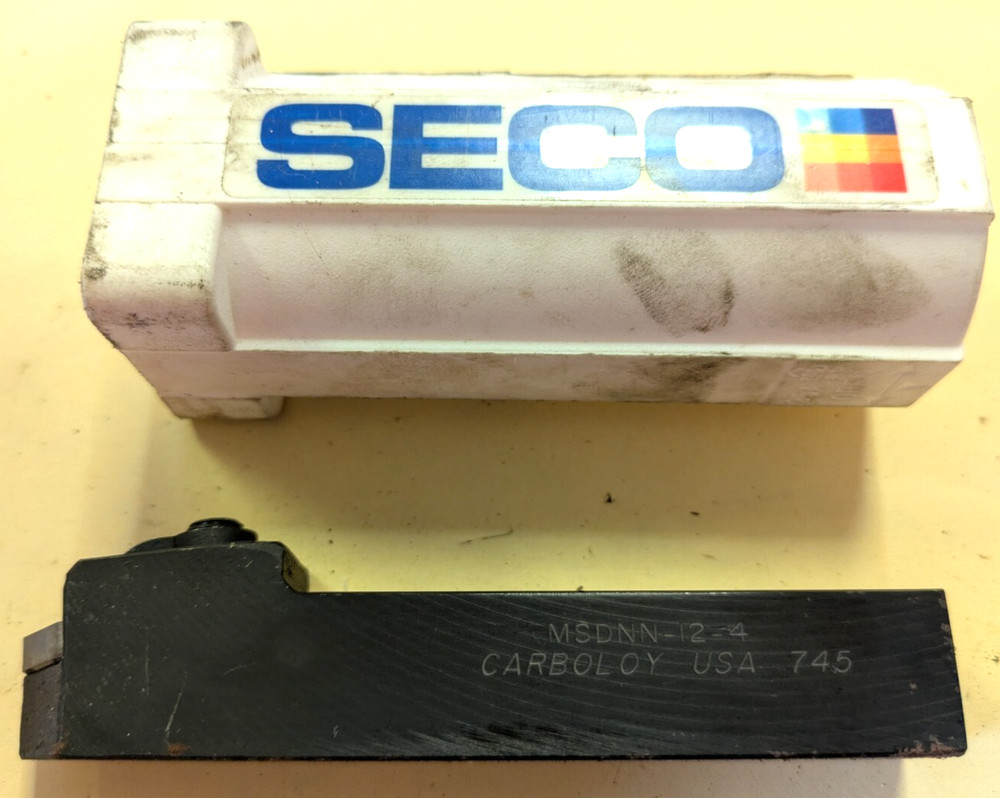 SECO
MSDNN-12-4
CARBOLOY USA 745